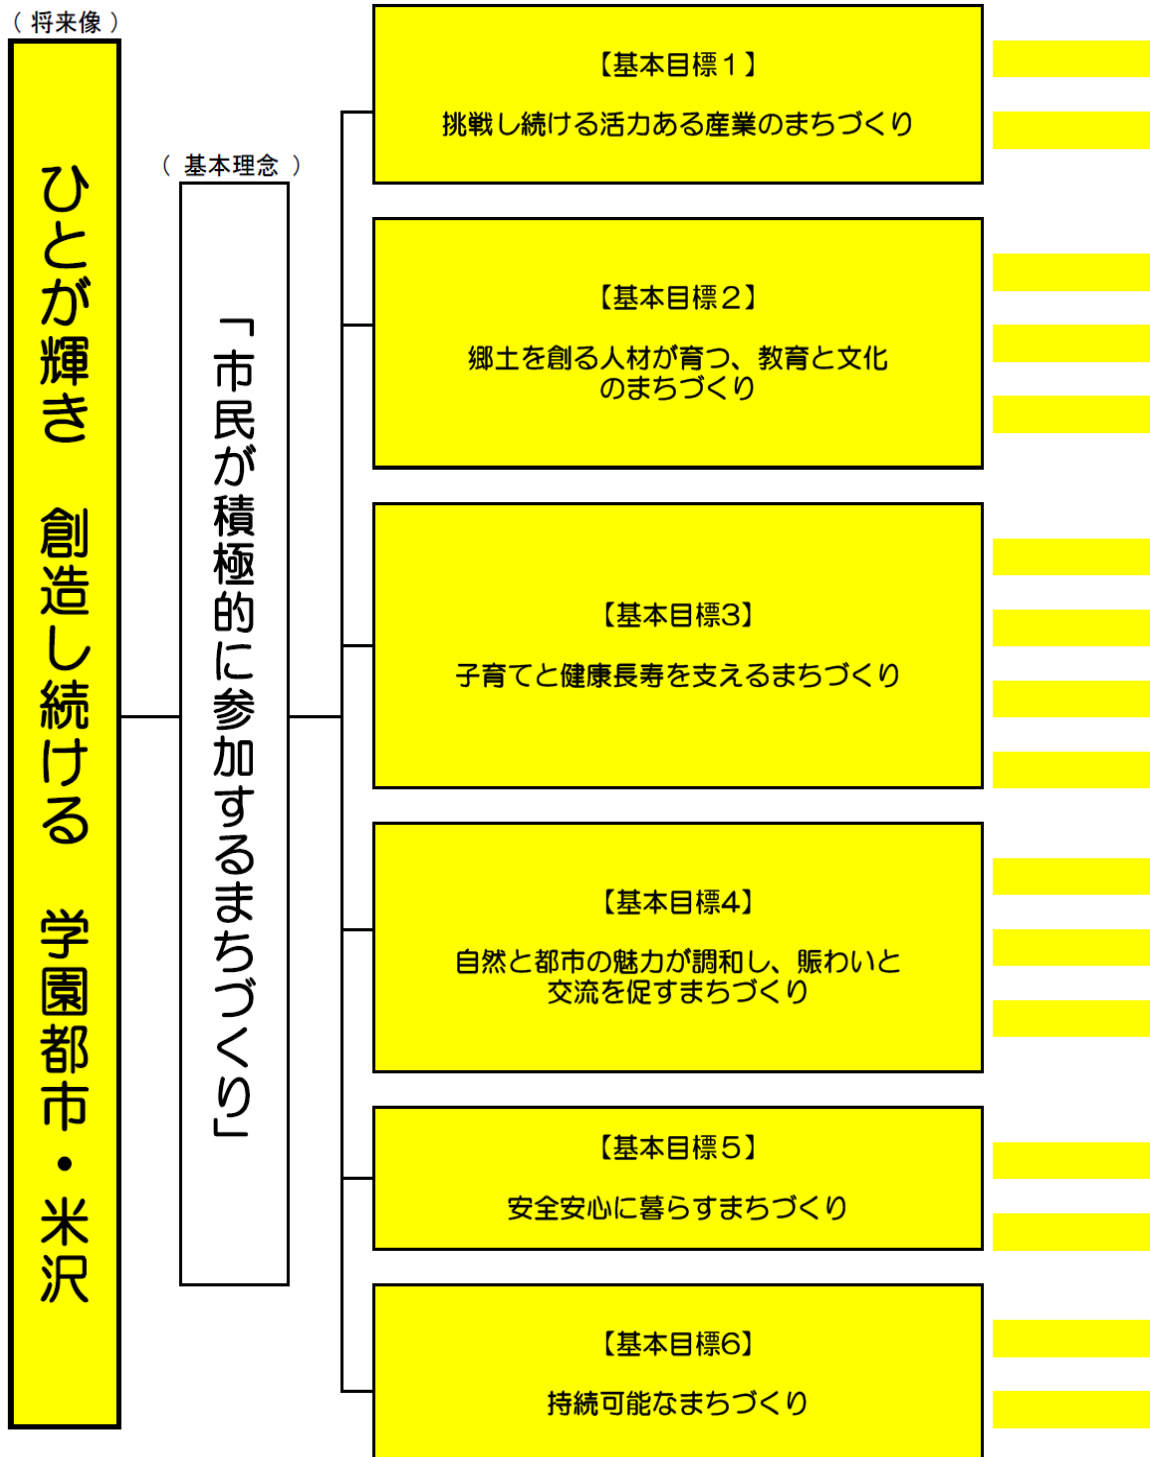 （ 将来像 ）
ひとが輝き　創造し続ける　学園都市・米沢
（ 基本理念 ）
「市民が積極的に参加するまちづくり」
【基本目標１】
挑戦し続ける活力ある産業のまちづくり
【基本目標２】
郷土を創る人材が育つ、教育と文化
のまちづくり
【基本目標3】
子育てと健康長寿を支えるまちづくり
【基本目標4】
自然と都市の魅力が調和し、賑わいと
交流を促すまちづくり
【基本目標５】
安全安心に暮らすまちづくり
【基本目標6】
持続可能なまちづくり